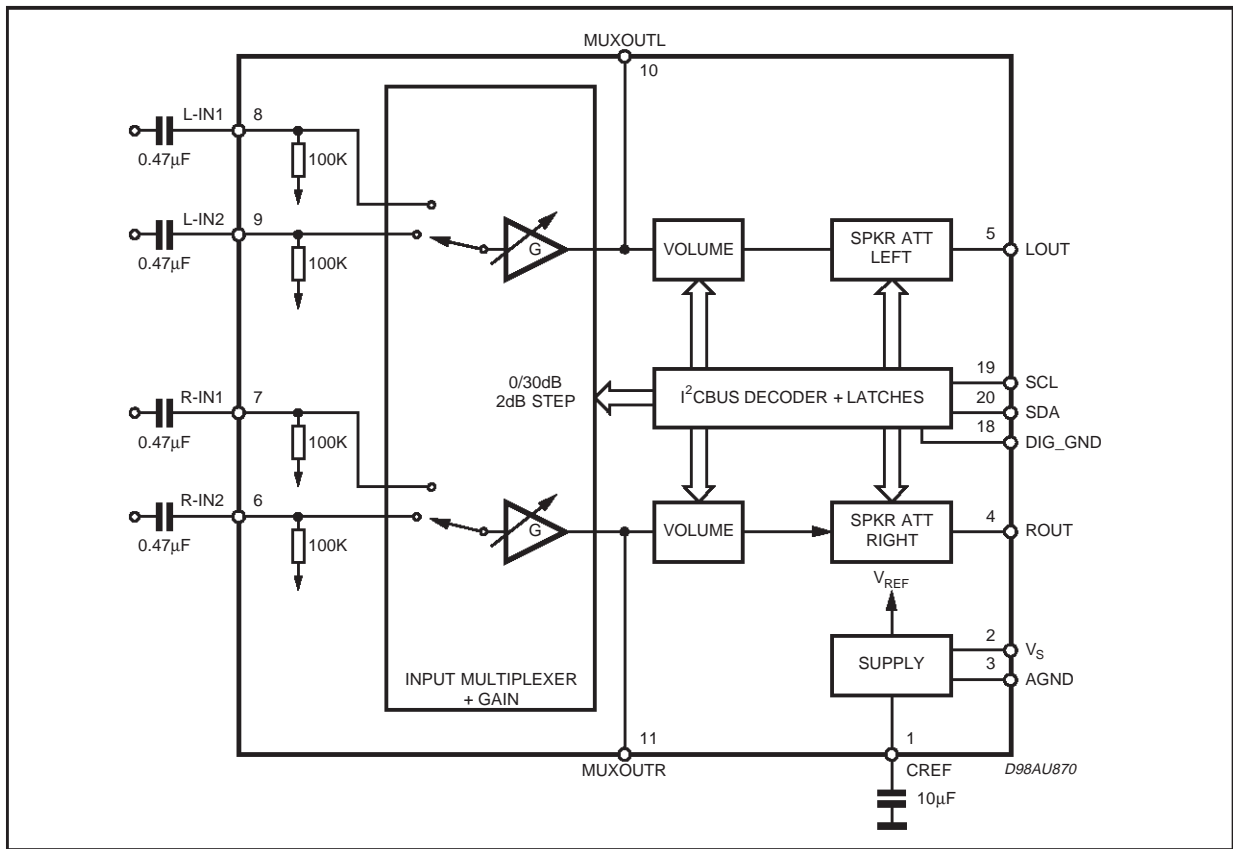 MUXOUTL
10
L-IN1
8
0.47μF
100K
L-IN2
9
0.47μF
100K
G
VOLUME
SPKR ATT
LEFT
5
LOUT
0/30dB
2dB STEP
I²CBUS DECODER + LATCHES
19
SCL
20
SDA
18
DIG_GND
R-IN1
7
0.47μF
100K
R-IN2
6
0.47μF
100K
G
VOLUME
SPKR ATT
RIGHT
4
ROUT
VREF
SUPPLY
2
VS
3
AGND
INPUT MULTIPLEXER
+ GAIN
11
MUXOUTR
1
CREF
10μF
D98AU870